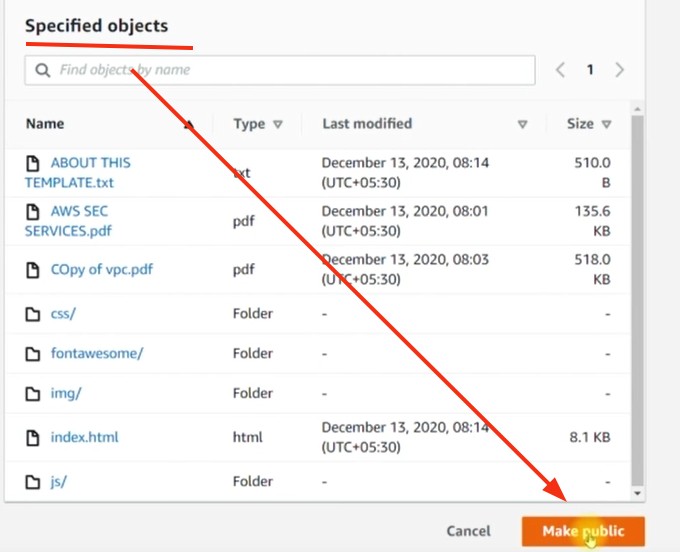 Specified objects
Find objects by name
1
Name Type Last modified Size
ABOUT THIS txt December 13, 2020, 08:14 510.0
TEMPLATE.txt (UTC+05:30) B
AWS SEC pdf December 13, 2020, 08:01 135.6
SERVICES.pdf (UTC+05:30) KB
COpy of vpc.pdf pdf December 13, 2020, 08:03 518.0
(UTC+05:30) KB
css/ Folder - -
fontawesome/ Folder - -
img/ Folder - -
index.html html December 13, 2020, 08:14 8.1 KB
(UTC+05:30)
js/ Folder - -
Cancel Make public